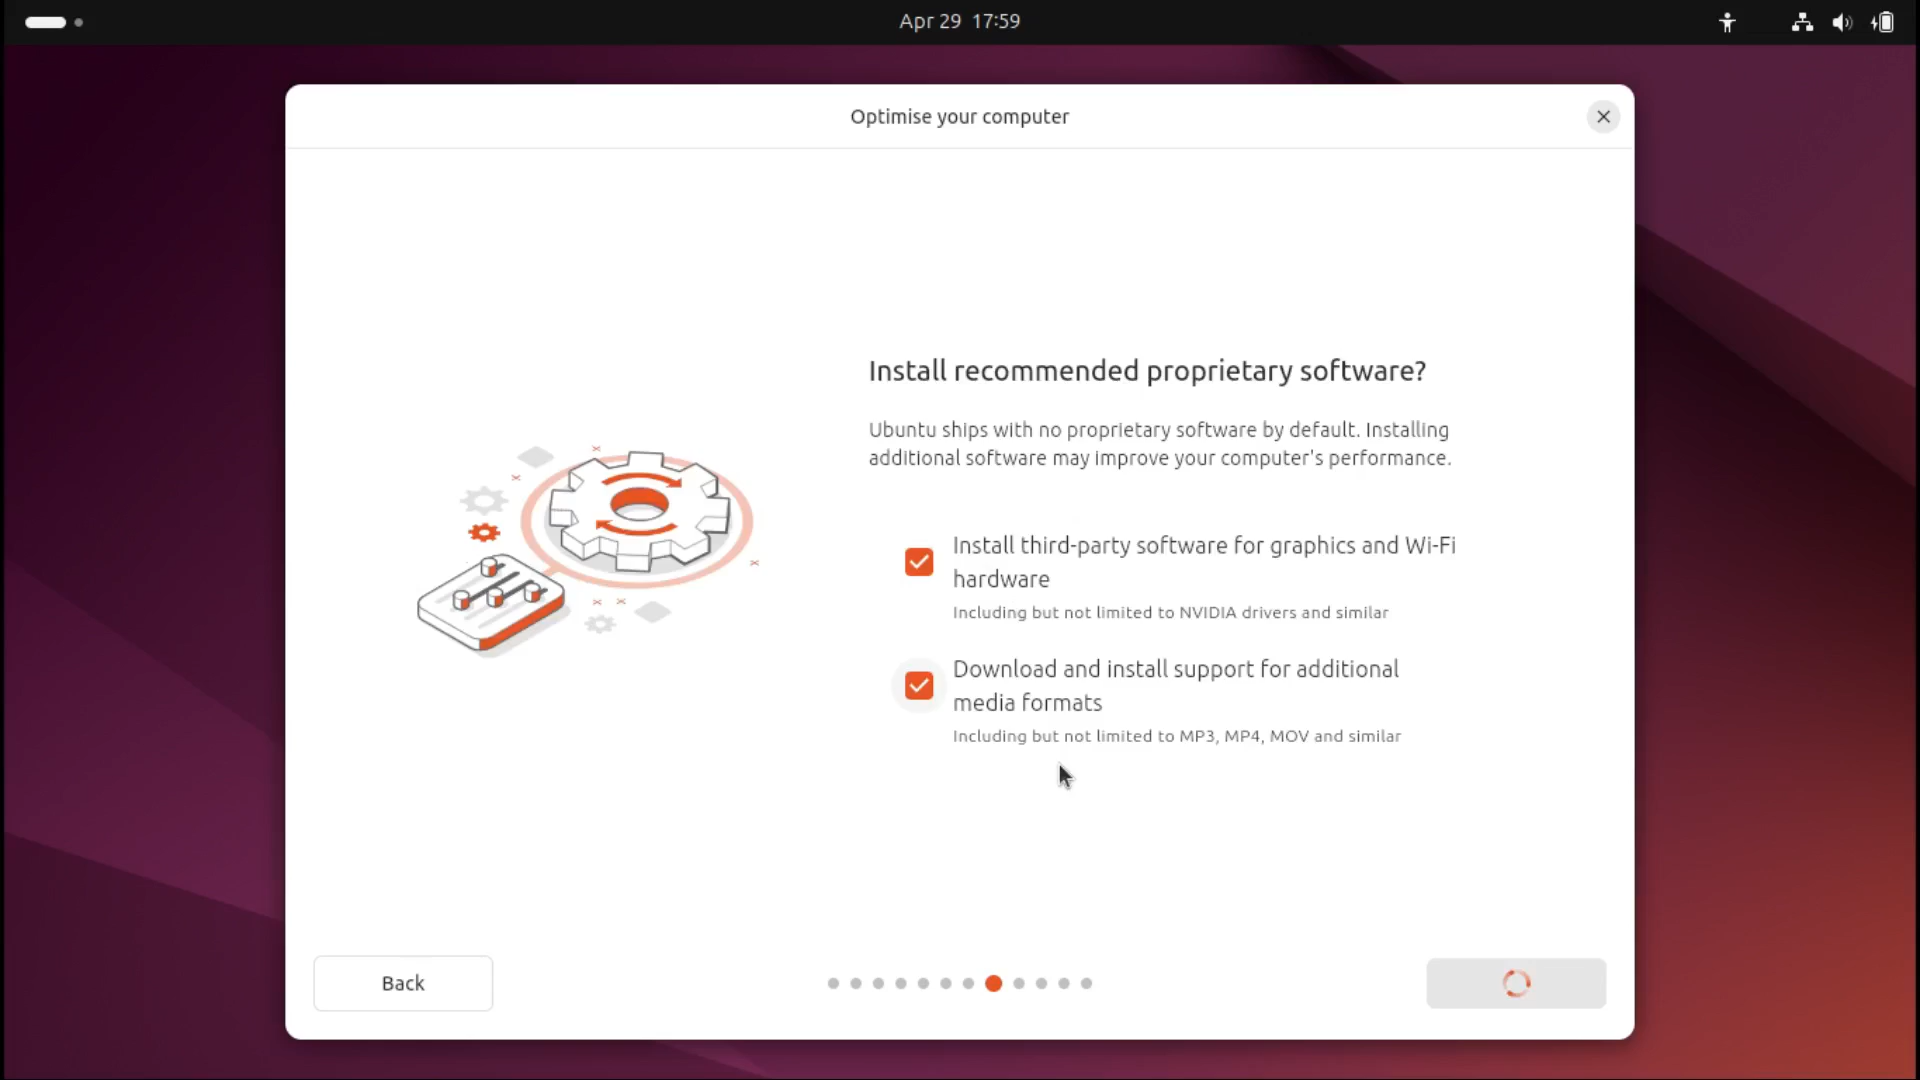 Apr 29 17:59
Optimise your computer
Install recommended proprietary software?
Ubuntu ships with no proprietary software by default. Installing
additional software may improve your computer's performance.
Install third-party software for graphics and Wi-Fi
hardware
Including but not limited to NVIDIA drivers and similar
Download and install support for additional
media formats
Including but not limited to MP3, MP4, MOV and similar
Back